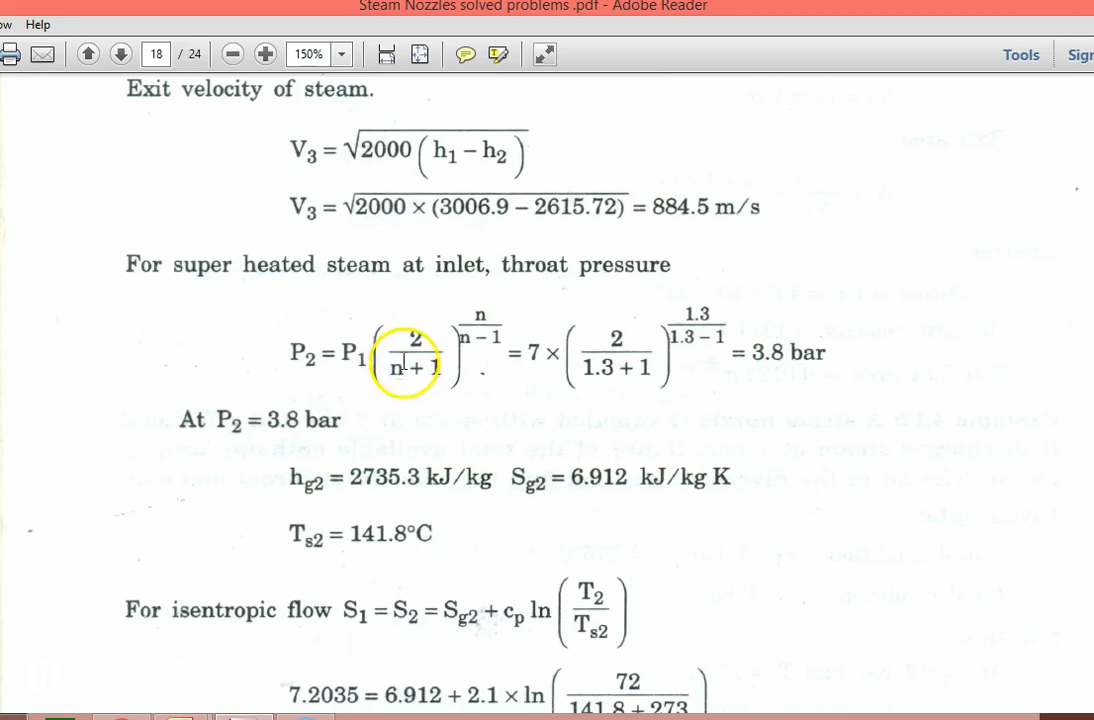 Steam Nozzles solved problems .pdf - Adobe Reader
ow Help
18 / 24 150% Tools Sign
Exit velocity of steam.
V₃ = √2000 ( h₁ – h₂ )
V₃ = √2000 × (3006.9 – 2615.72) = 884.5 m/s
For super heated steam at inlet, throat pressure
P₂ = P₁ ( 2 / n + 1 ) ^ n / n – 1 = 7 × ( 2 / 1.3 + 1 ) ^ 1.3 / 1.3 – 1 = 3.8 bar
At P₂ = 3.8 bar
hg2 = 2735.3 kJ/kg Sg2 = 6.912 kJ/kg K
Ts2 = 141.8°C
For isentropic flow S₁ = S₂ = Sg2 + cp ln ( T₂ / Ts2 )
7.2035 = 6.912 + 2.1 × ln ( 72 / 141.8 + 273 )